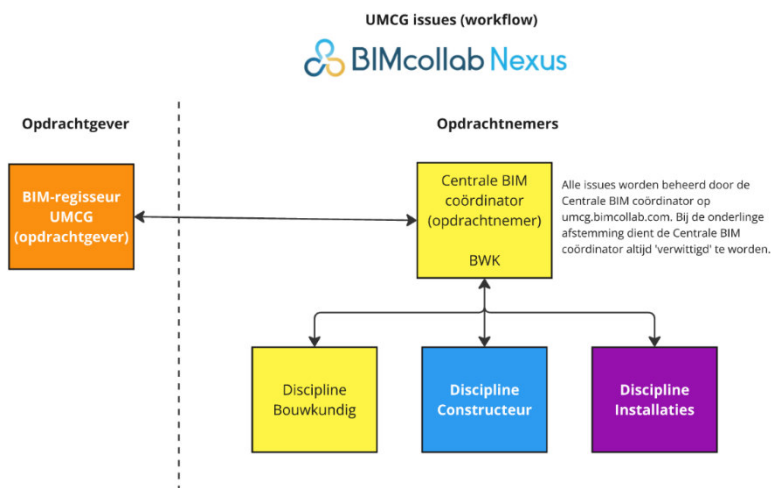 UMCG issues (workflow)
BIMcollab Nexus
Opdrachtgever
Opdrachtnemers
BIM-regisseur
UMCG
(opdrachtgever)
Centrale BIM
coördinator
(opdrachtnemer)
BWK
Alle issues worden beheerd door de
Centrale BIM coördinator op
umcg.bimcollab.com. Bij de onderlinge
afstemming dient de Centrale BIM
coördinator altijd 'verwittigd' te worden.
Discipline
Bouwkundig
Discipline
Constructeur
Discipline
Installaties